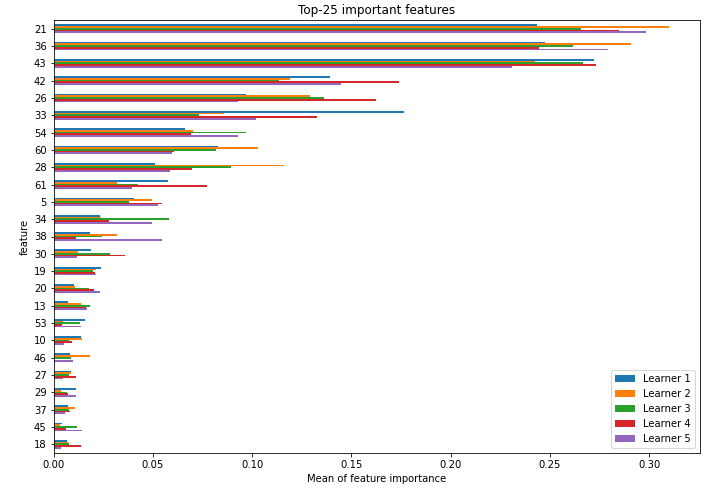 Top-25 important features
21
36
43
42
26
33
54
60
28
61
5
34
38
30
19
20
13
53
10
46
27
29
37
45
18
feature
0.00 0.05 0.10 0.15 0.20 0.25 0.30
Mean of feature importance
Learner 1
Learner 2
Learner 3
Learner 4
Learner 5